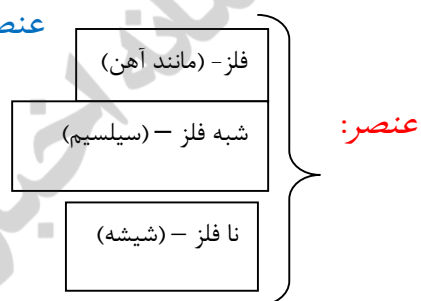 عنصر:
فلز- (مانند آهن)
شبه فلز – (سیلسیم)
نا فلز – (شیشه)